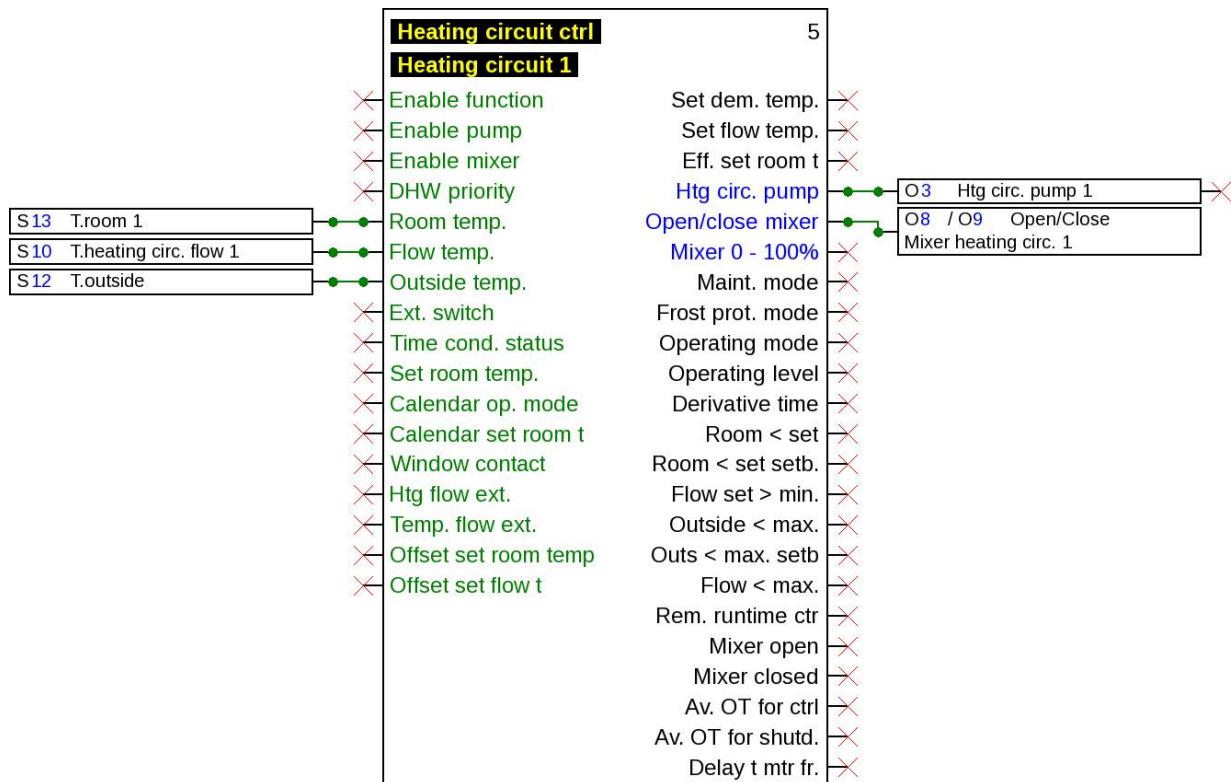 Heating circuit ctrl 5
Heating circuit 1
Enable function Set dem. temp.
Enable pump Set flow temp.
Enable mixer Eff. set room t
DHW priority Htg circ. pump O3 Htg circ. pump 1
S13 T.room 1 Room temp. Open/close mixer O8 / O9 Open/Close
Mixer heating circ. 1
S10 T.heating circ. flow 1 Flow temp. Mixer 0 - 100%
S12 T.outside Outside temp. Maint. mode
Ext. switch Frost prot. mode
Time cond. status Operating mode
Set room temp. Operating level
Calendar op. mode Derivative time
Calendar set room t Room < set
Window contact Room < set setb.
Htg flow ext. Flow set > min.
Temp. flow ext. Outside < max.
Offset set room temp Outs < max. setb
Offset set flow t Flow < max.
Rem. runtime ctr
Mixer open
Mixer closed
Av. OT for ctrl
Av. OT for shutd.
Delay t mtr fr.